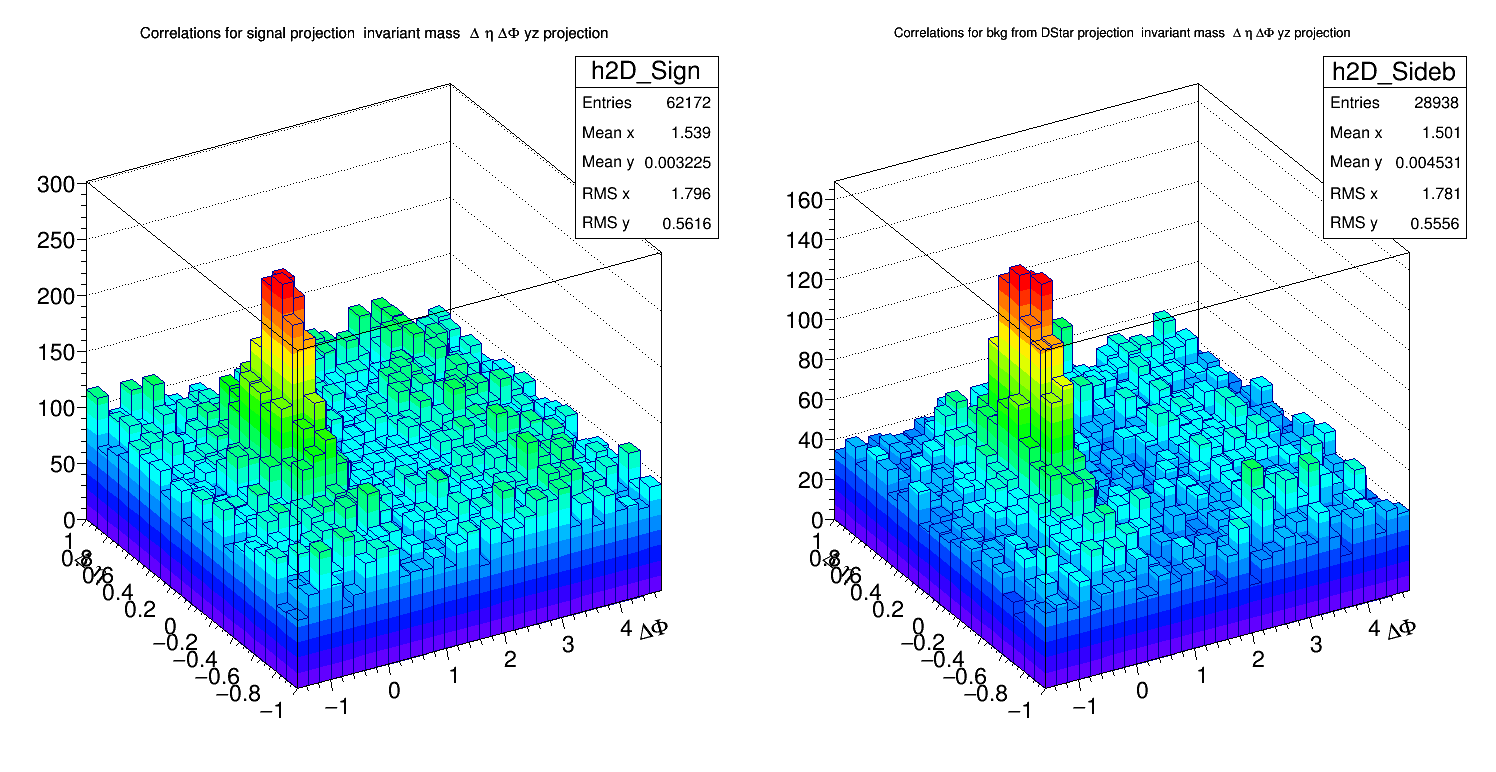 Correlations for signal projection  invariant mass  Δ η ΔΦ yz projection
h2D_Sign
Entries 62172
Mean x 1.539
Mean y 0.003225
RMS x 1.796
RMS y 0.5616
300
250
200
150
100
50
0
1
0.8
Δ η
0.6
0.4
0.2
0
−0.2
−0.4
−0.6
−0.8
−1
−1
0
1
2
3
4
ΔΦ
Correlations for bkg from DStar projection  invariant mass  Δ η ΔΦ yz projection
h2D_Sideb
Entries 28938
Mean x 1.501
Mean y 0.004531
RMS x 1.781
RMS y 0.5556
160
140
120
100
80
60
40
20
0
1
0.8
Δ η
0.6
0.4
0.2
0
−0.2
−0.4
−0.6
−0.8
−1
−1
0
1
2
3
4
ΔΦ